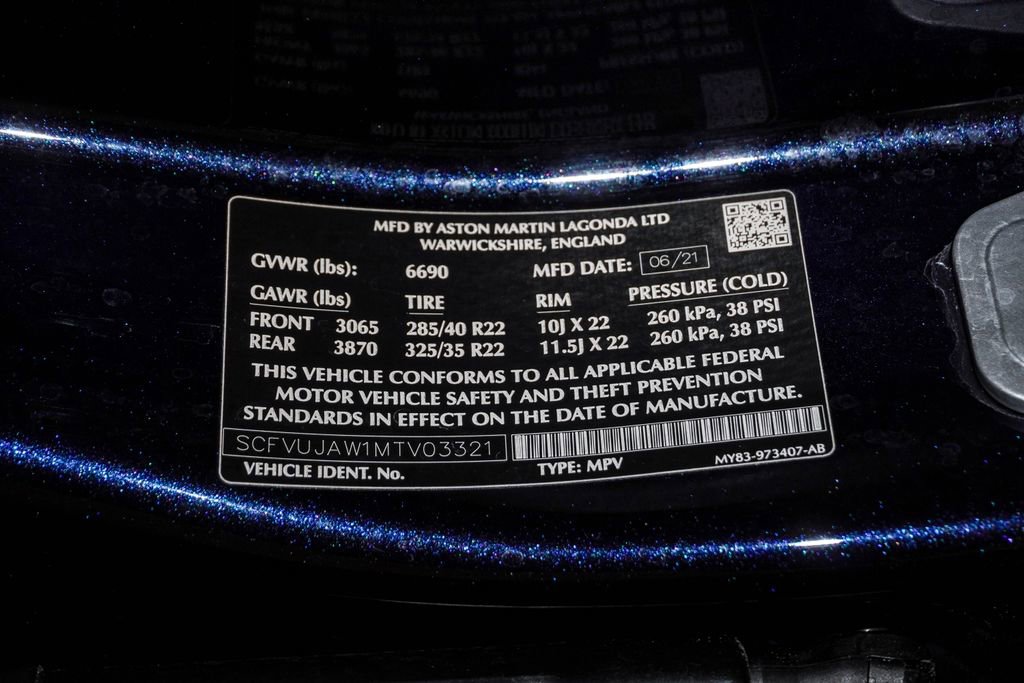 MFD BY ASTON MARTIN LAGONDA LTD
WARWICKSHIRE, ENGLAND
GVWR (lbs): 6690 MFD DATE: 06/21
GAWR (lbs) TIRE RIM PRESSURE (COLD)
FRONT 3065 285/40 R22 10J X 22 260 kPa, 38 PSI
REAR 3870 325/35 R22 11.5J X 22 260 kPa, 38 PSI
THIS VEHICLE CONFORMS TO ALL APPLICABLE FEDERAL
MOTOR VEHICLE SAFETY AND THEFT PREVENTION
STANDARDS IN EFFECT ON THE DATE OF MANUFACTURE.
SCFVUJAW1MTV03321
VEHICLE IDENT. No. TYPE: MPV MY83-973407-AB